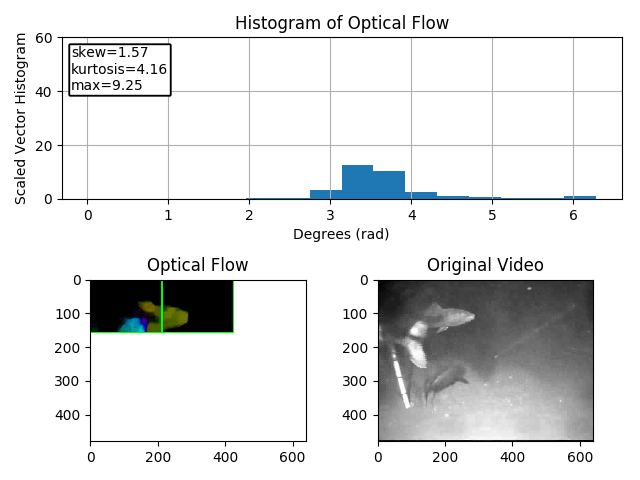 Histogram of Optical Flow
Scaled Vector Histogram
60
40
20
0
skew=1.57
kurtosis=4.16
max=9.25
0 1 2 3 4 5 6
Degrees (rad)
Optical Flow
0
100
200
300
400
0 200 400 600
Original Video
0
100
200
300
400
0 200 400 600